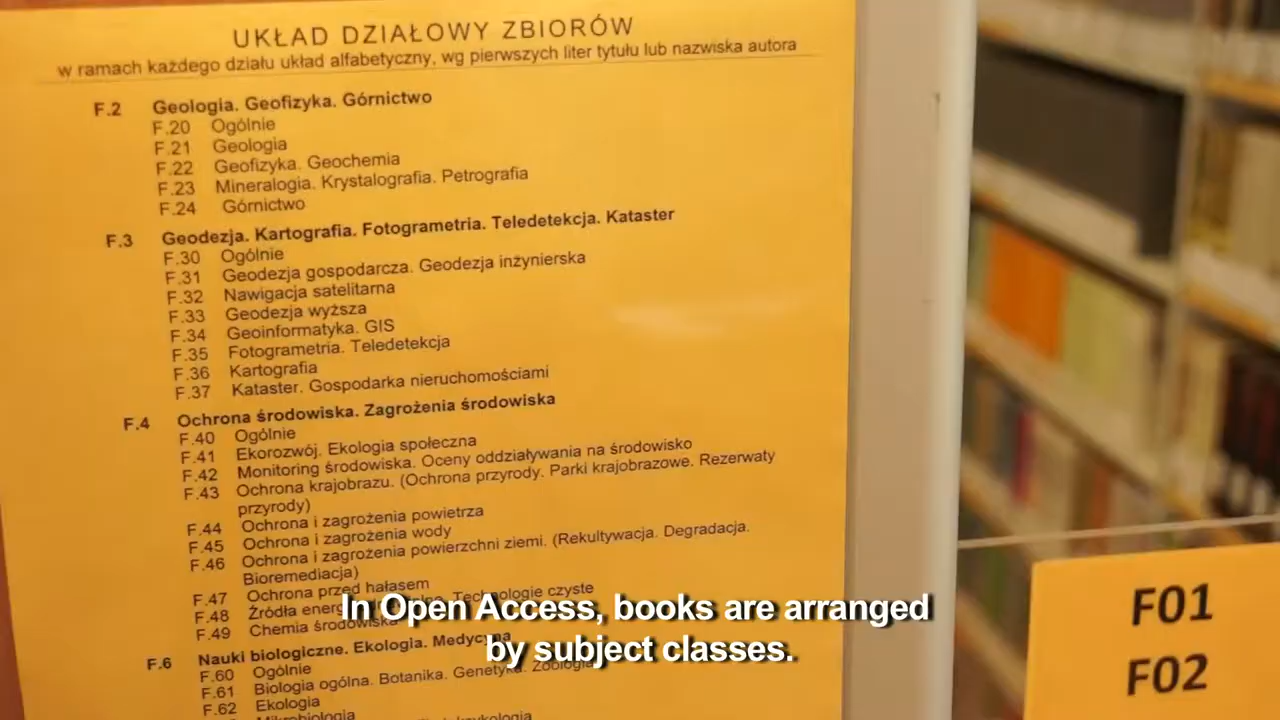 UKŁAD DZIAŁOWY ZBIORÓW
w ramach każdego działu układ alfabetyczny, wg pierwszych liter tytułu lub nazwiska autora
F.2 Geologia. Geofizyka. Górnictwo
F.20 Ogólnie
F.21 Geologia
F.22 Geofizyka. Geochemia
F.23 Mineralogia. Krystalografia. Petrografia
F.24 Górnictwo
F.3 Geodezja. Kartografia. Fotogrametria. Teledetekcja. Kataster
F.30 Ogólnie
F.31 Geodezja gospodarcza. Geodezja inżynierska
F.32 Nawigacja satelitarna
F.33 Geodezja wyższa
F.34 Geoinformatyka. GIS
F.35 Fotogrametria. Teledetekcja
F.36 Kartografia
F.37 Kataster. Gospodarka nieruchomościami
F.4 Ochrona środowiska. Zagrożenia środowiska
F.40 Ogólnie
F.41 Ekorozwój. Ekologia społeczna
F.42 Monitoring środowiska. Oceny oddziaływania na środowisko
F.43 Ochrona krajobrazu. (Ochrona przyrody. Parki krajobrazowe. Rezerwaty
przyrody)
F.44 Ochrona i zagrożenia powietrza
F.45 Ochrona i zagrożenia wody
F.46 Ochrona i zagrożenia powierzchni ziemi. (Rekultywacja. Degradacja.
Bioremediacja)
F.47 Ochrona przed hałasem
F.48 Źródła Technologie czyste
F.49 Chemia środowiska
F.6 Nauki biologiczne. Ekologia. Medycyna
F.60 Ogólnie
F.61 Biologia ogólna. Botanika. Genetyka. Zoologia
F.62 Ekologia
Mikrobiologia
In Open Access, books are arranged
by subject classes.
F01
F02